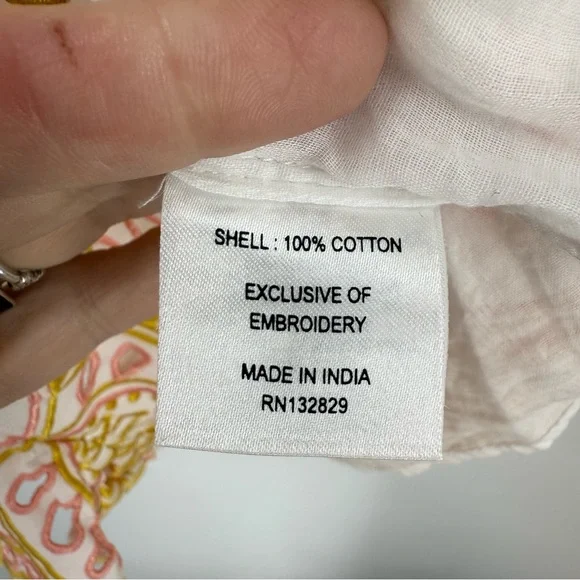 SHELL : 100% COTTON
EXCLUSIVE OF
EMBROIDERY
MADE IN INDIA
RN132829